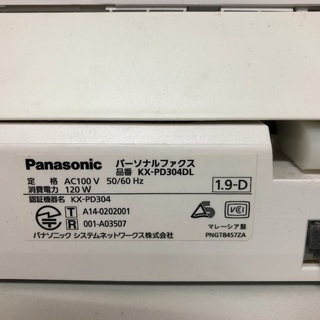 Panasonic パーソナルファクス
品番 KX-PD304DL
定 格 AC100 V 50/60 Hz
消費電力 120 W
認証機器名 KX-PD304
1.9-D
T A14-0202001
R 001-A03507
VCCI
マレーシア製
PNGT8457ZA
パナソニック システムネットワークス株式会社